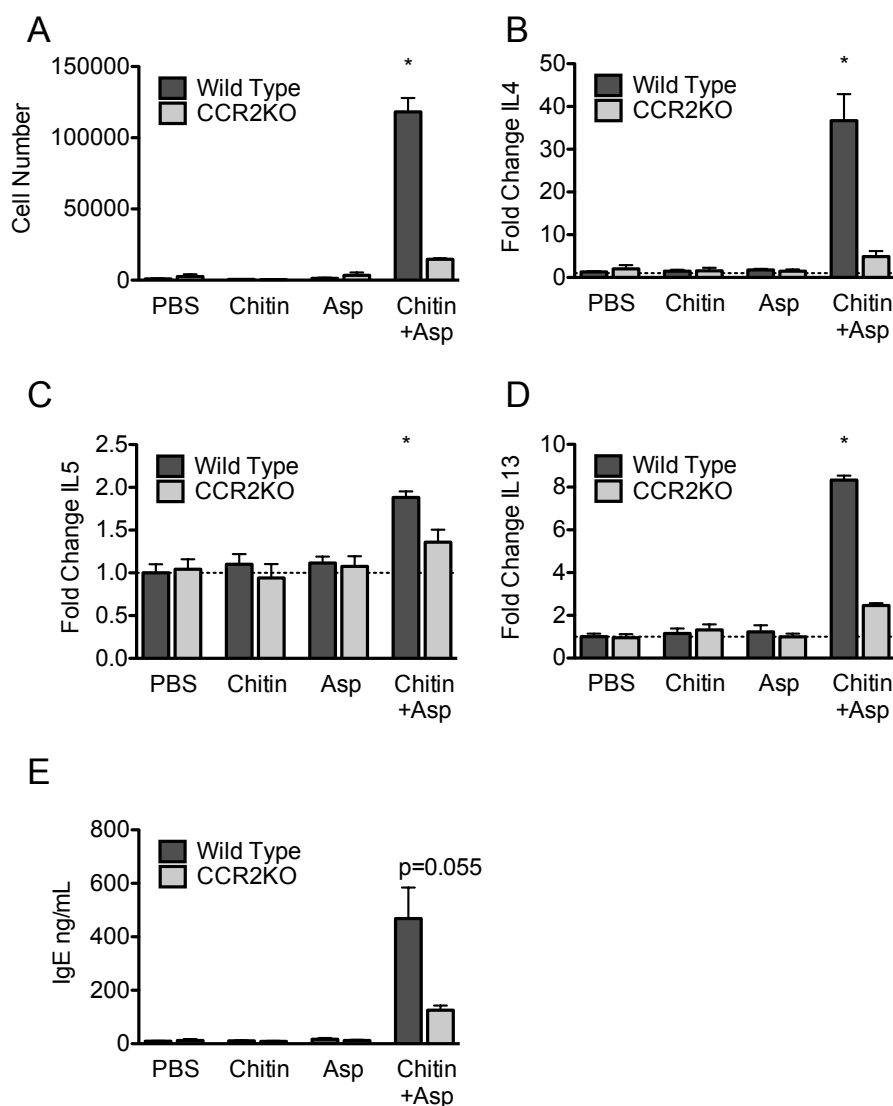 A
Cell Number
150000
100000
50000
0
Wild Type
CCR2KO
*
PBS Chitin Asp Chitin
+Asp
B
Fold Change IL4
50
40
30
20
10
0
Wild Type
CCR2KO
*
PBS Chitin Asp Chitin
+Asp
C
Fold Change IL5
2.5
2.0
1.5
1.0
0.5
0.0
Wild Type
CCR2KO
*
PBS Chitin Asp Chitin
+Asp
D
Fold Change IL13
10
8
6
4
2
0
Wild Type
CCR2KO
*
PBS Chitin Asp Chitin
+Asp
E
IgE ng/mL
800
600
400
200
0
Wild Type
CCR2KO
p=0.055
PBS Chitin Asp Chitin
+Asp